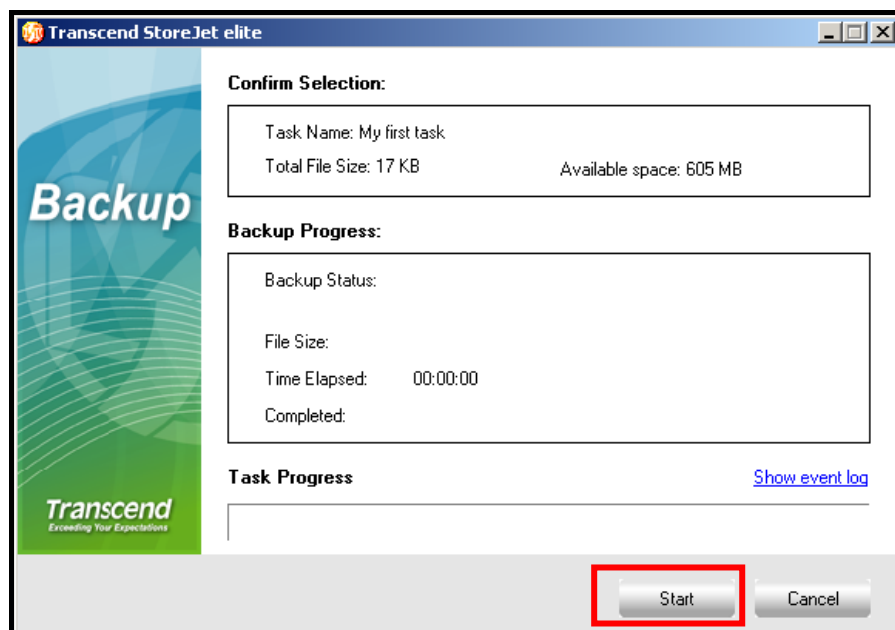 Transcend StoreJet elite
Confirm Selection:
Task Name: My first task
Total File Size: 17 KB
Available space: 605 MB
Backup
Backup Progress:
Backup Status:
File Size:
Time Elapsed: 00:00:00
Completed:
Task Progress
Show event log
Transcend
Exceeding Your Expectations
Start
Cancel